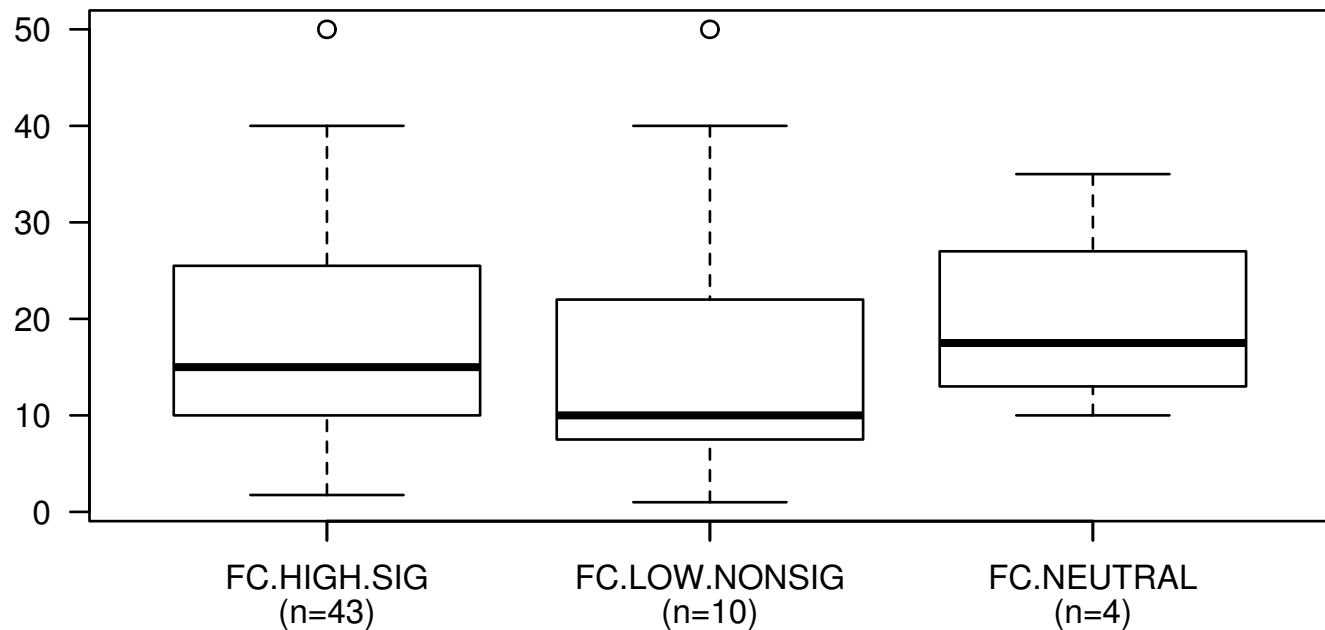 50
40
30
20
10
0
FC.HIGH.SIG
(n=43)
FC.LOW.NONSIG
(n=10)
FC.NEUTRAL
(n=4)